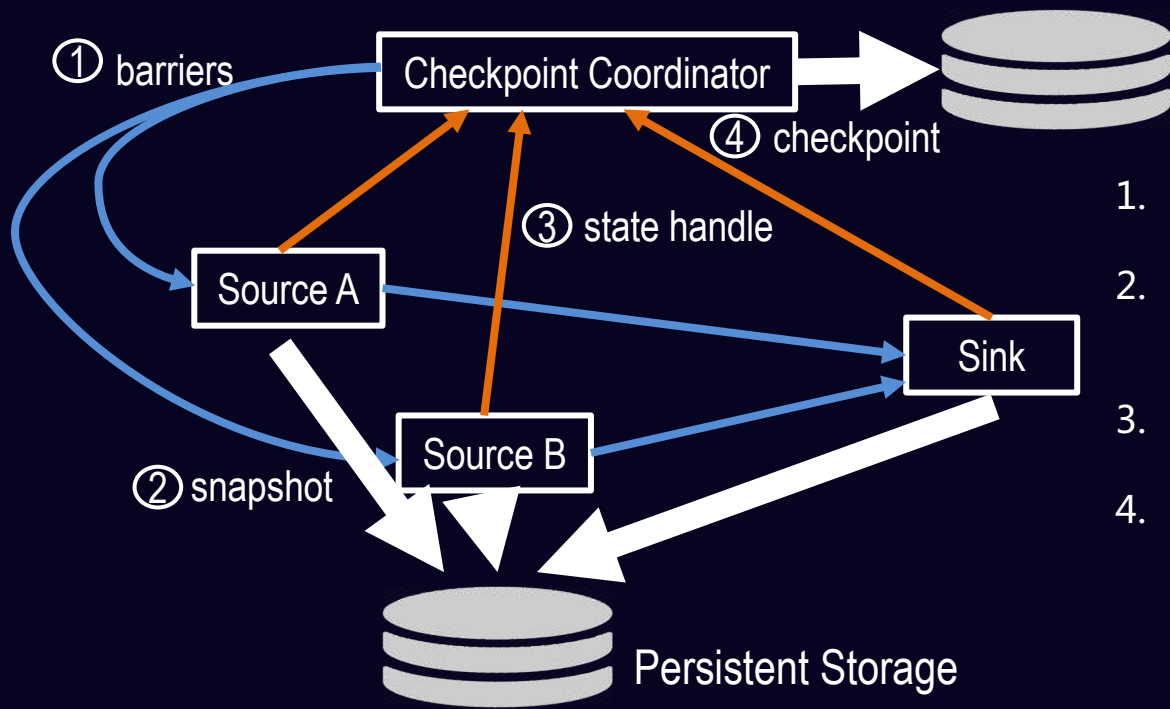 ① barriers
Checkpoint Coordinator
④ checkpoint
1.
③ state handle
Source A
2.
Sink
3.
Source B
② snapshot
4.
Persistent Storage